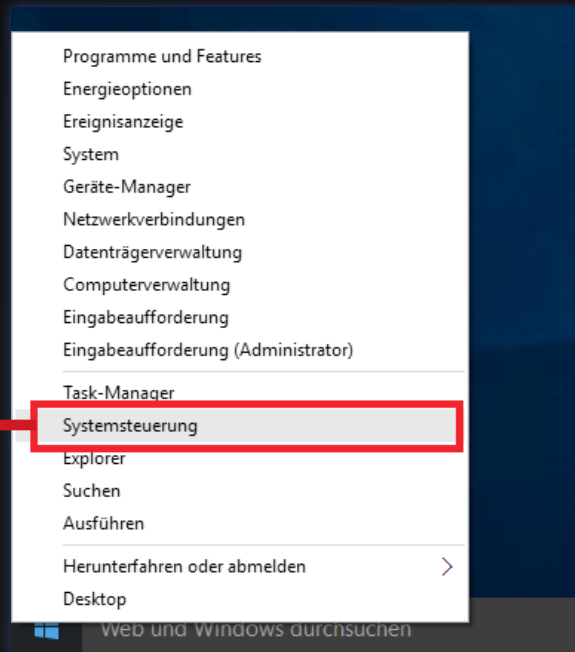 Programme und Features
Energieoptionen
Ereignisanzeige
System
Geräte-Manager
Netzwerkverbindungen
Datenträgerverwaltung
Computerverwaltung
Eingabeaufforderung
Eingabeaufforderung (Administrator)
Task-Manager
Systemsteuerung
Explorer
Suchen
Ausführen
Herunterfahren oder abmelden
Desktop
Web und Windows durchsuchen